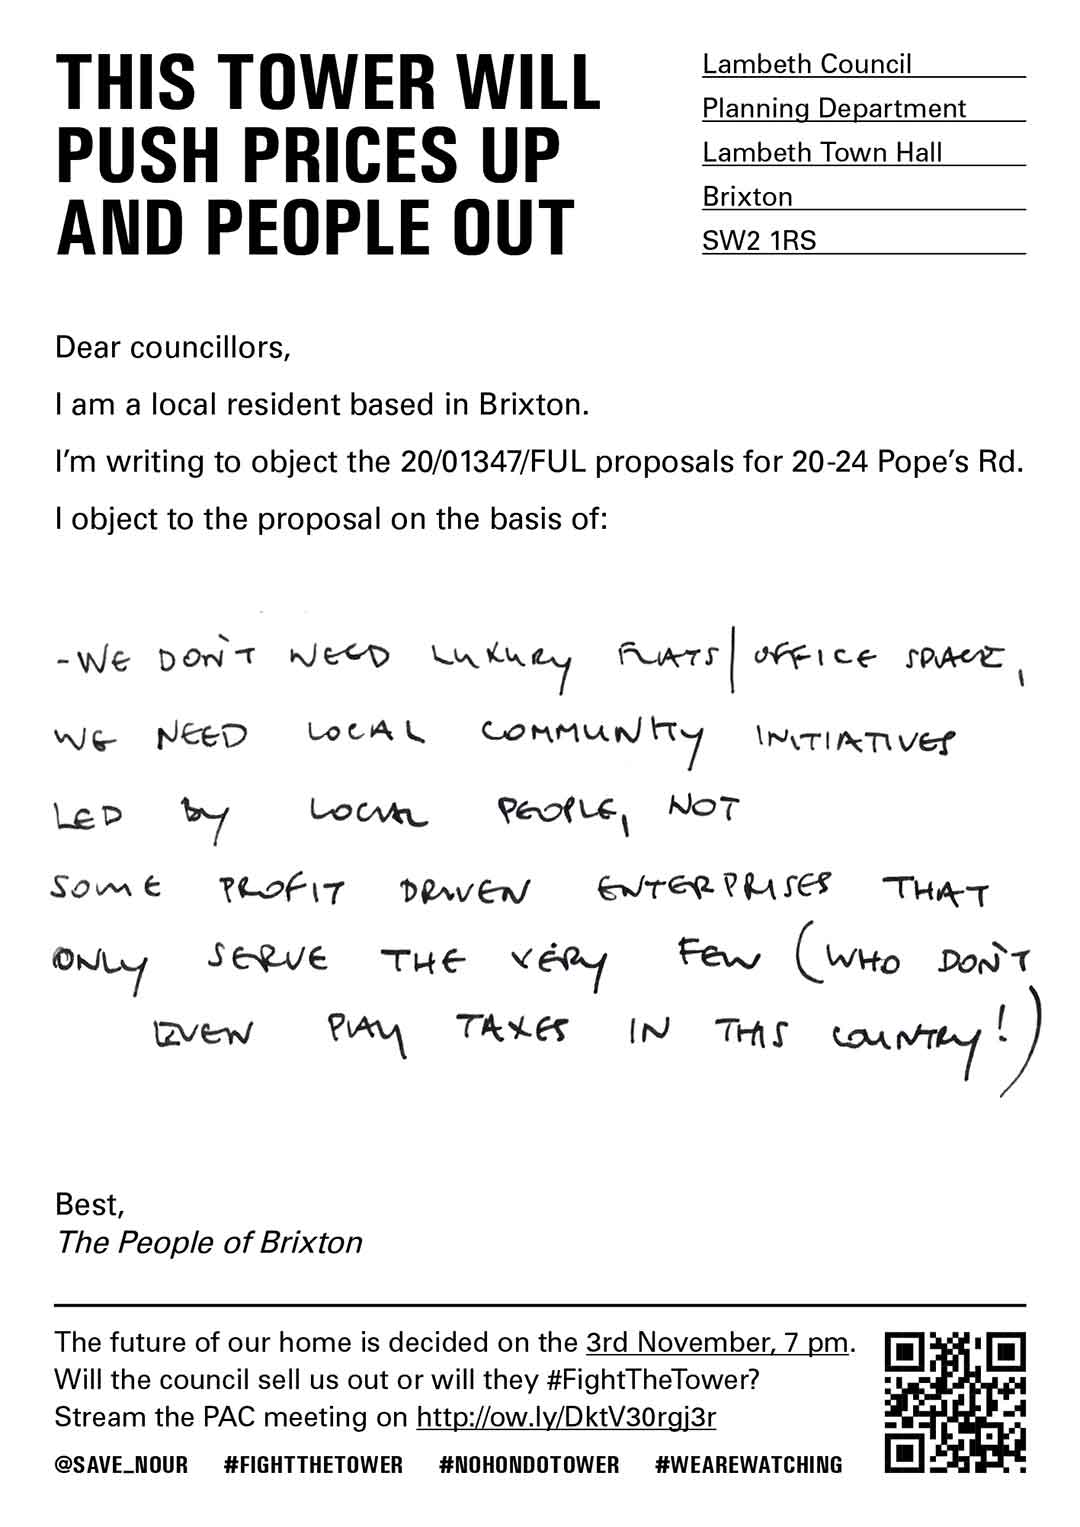 THIS TOWER WILL
PUSH PRICES UP
AND PEOPLE OUT
Lambeth Council
Planning Department
Lambeth Town Hall
Brixton
SW2 1RS
Dear councillors,
I am a local resident based in Brixton.
I'm writing to object the 20/01347/FUL proposals for 20-24 Pope's Rd.
I object to the proposal on the basis of:
- WE DON'T NEED LUXURY FLATS | OFFICE SPACE,
WE NEED LOCAL COMMUNITY INITIATIVES
LED BY LOCAL PEOPLE, NOT
SOME PROFIT DRIVEN ENTERPRISES THAT
ONLY SERVE THE VERY FEW (WHO DON'T
EVEN PAY TAXES IN THIS COUNTRY!)
Best,
The People of Brixton
The future of our home is decided on the 3rd November, 7 pm.
Will the council sell us out or will they #FightTheTower?
Stream the PAC meeting on http://ow.ly/DktV30rgj3r
@SAVE_NOUR #FIGHTTHETOWER #NOHONDOTOWER #WEAREWATCHING